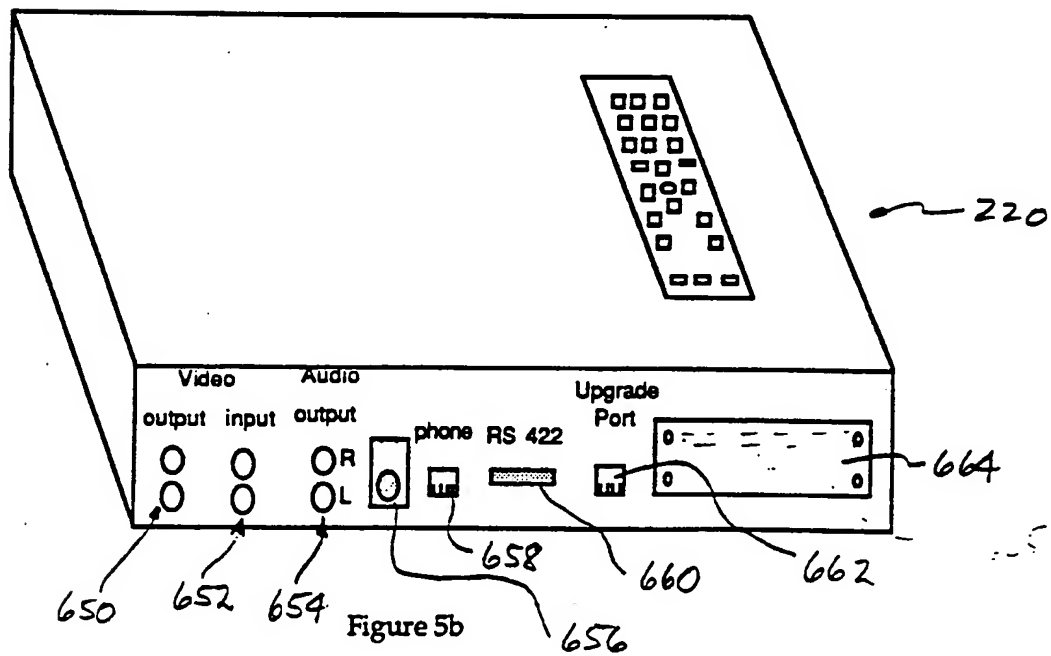 220
Video Audio Upgrade
output input output phone RS 422 Port
R
L
664
650 652 654 658 660 662
Figure 5b 656